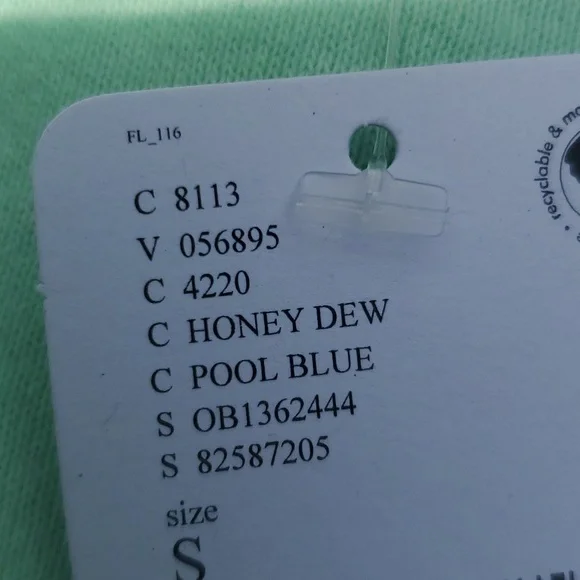 FL_116
C 8113
V 056895
C 4220
C HONEY DEW
C POOL BLUE
S OB1362444
S 82587205
size
S
recyclable &